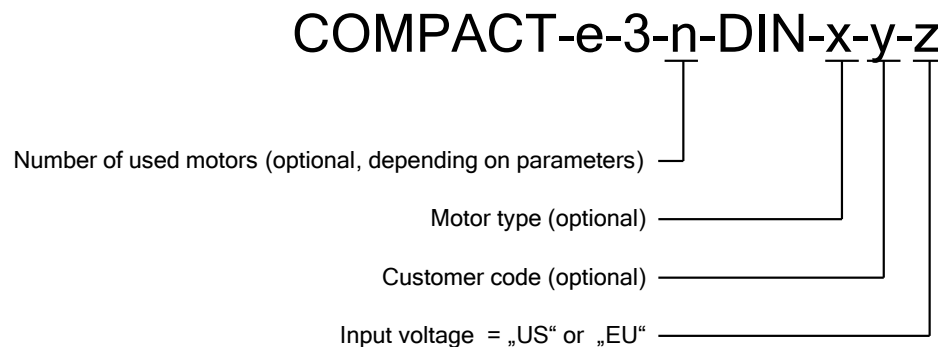 COMPACT-e-3-n-DIN-x-y-z
Number of used motors (optional, depending on parameters)
Motor type (optional)
Customer code (optional)
Input voltage  = „US“ or  „EU“